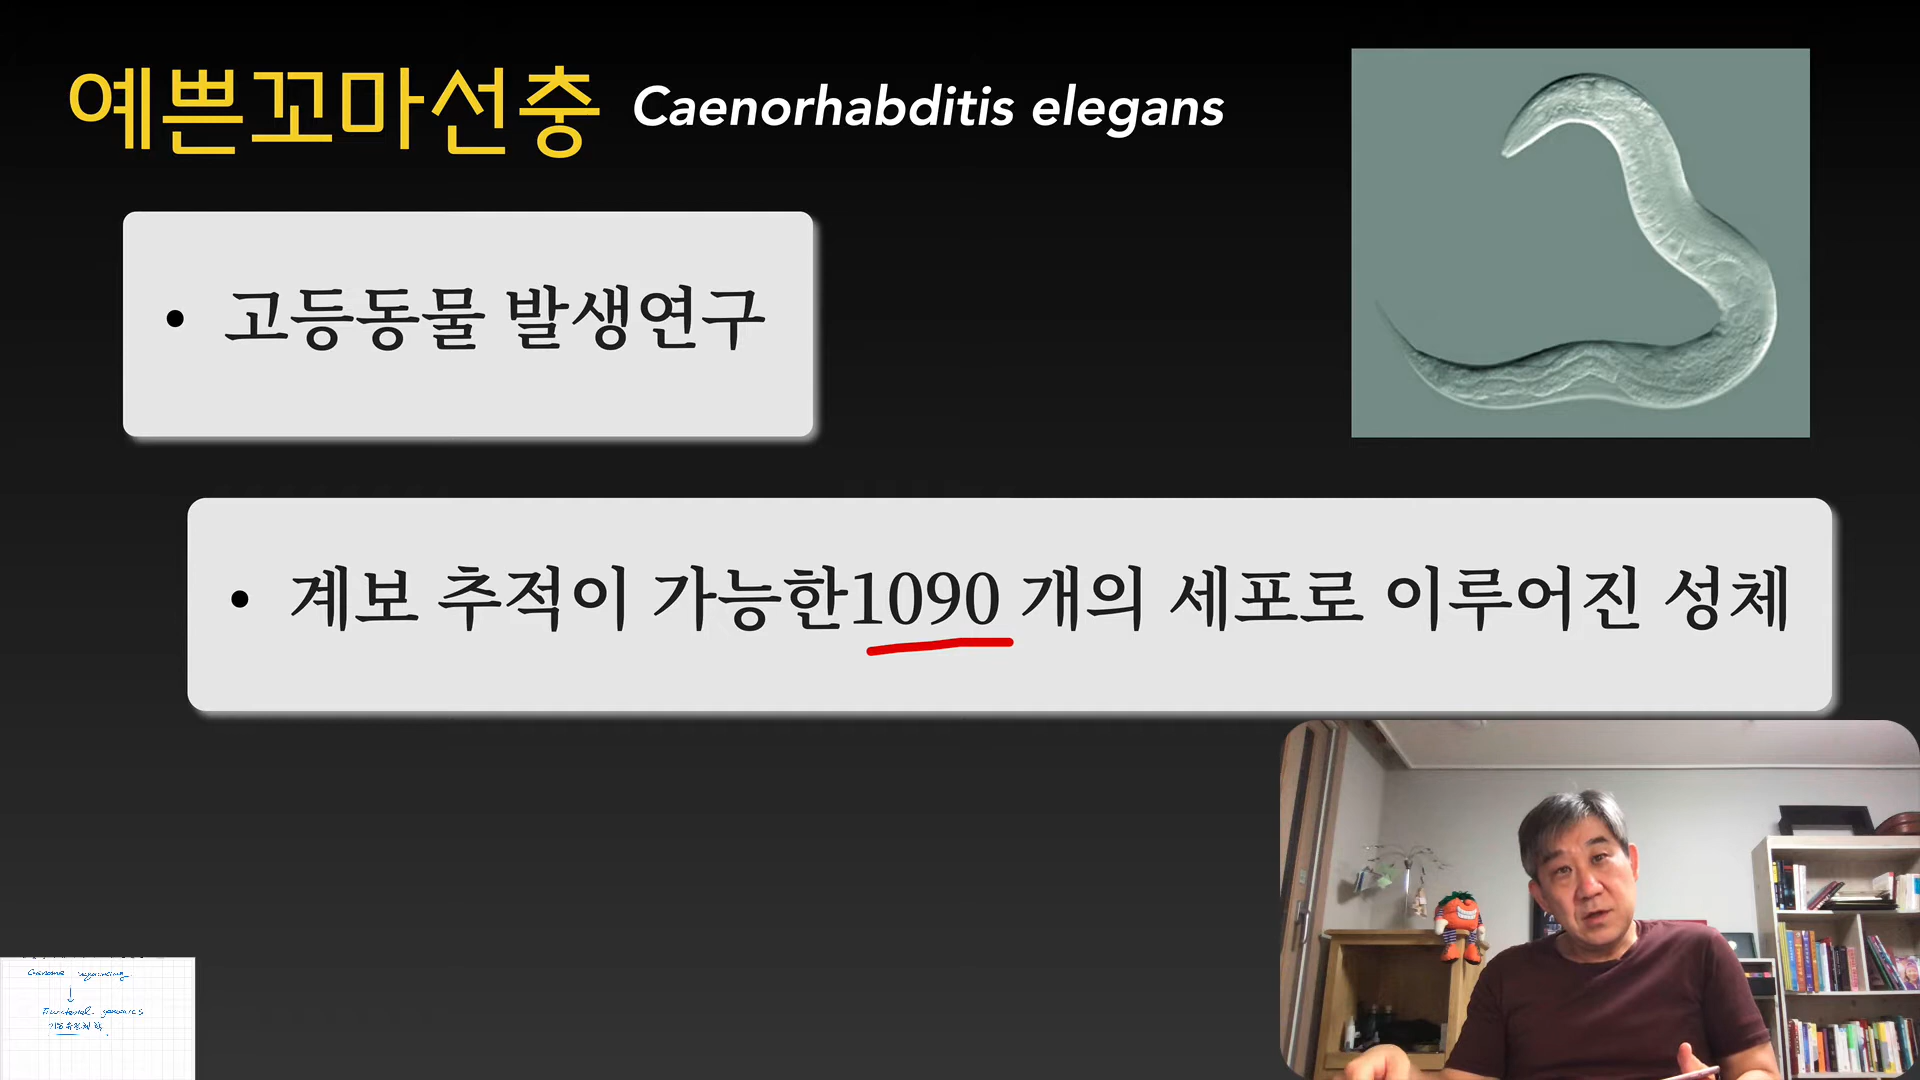 예쁜꼬마선충 Caenorhabditis elegans
• 고등동물 발생연구
• 계보 추적이 가능한1090 개의 세포로 이루어진 성체
Genome
genomics